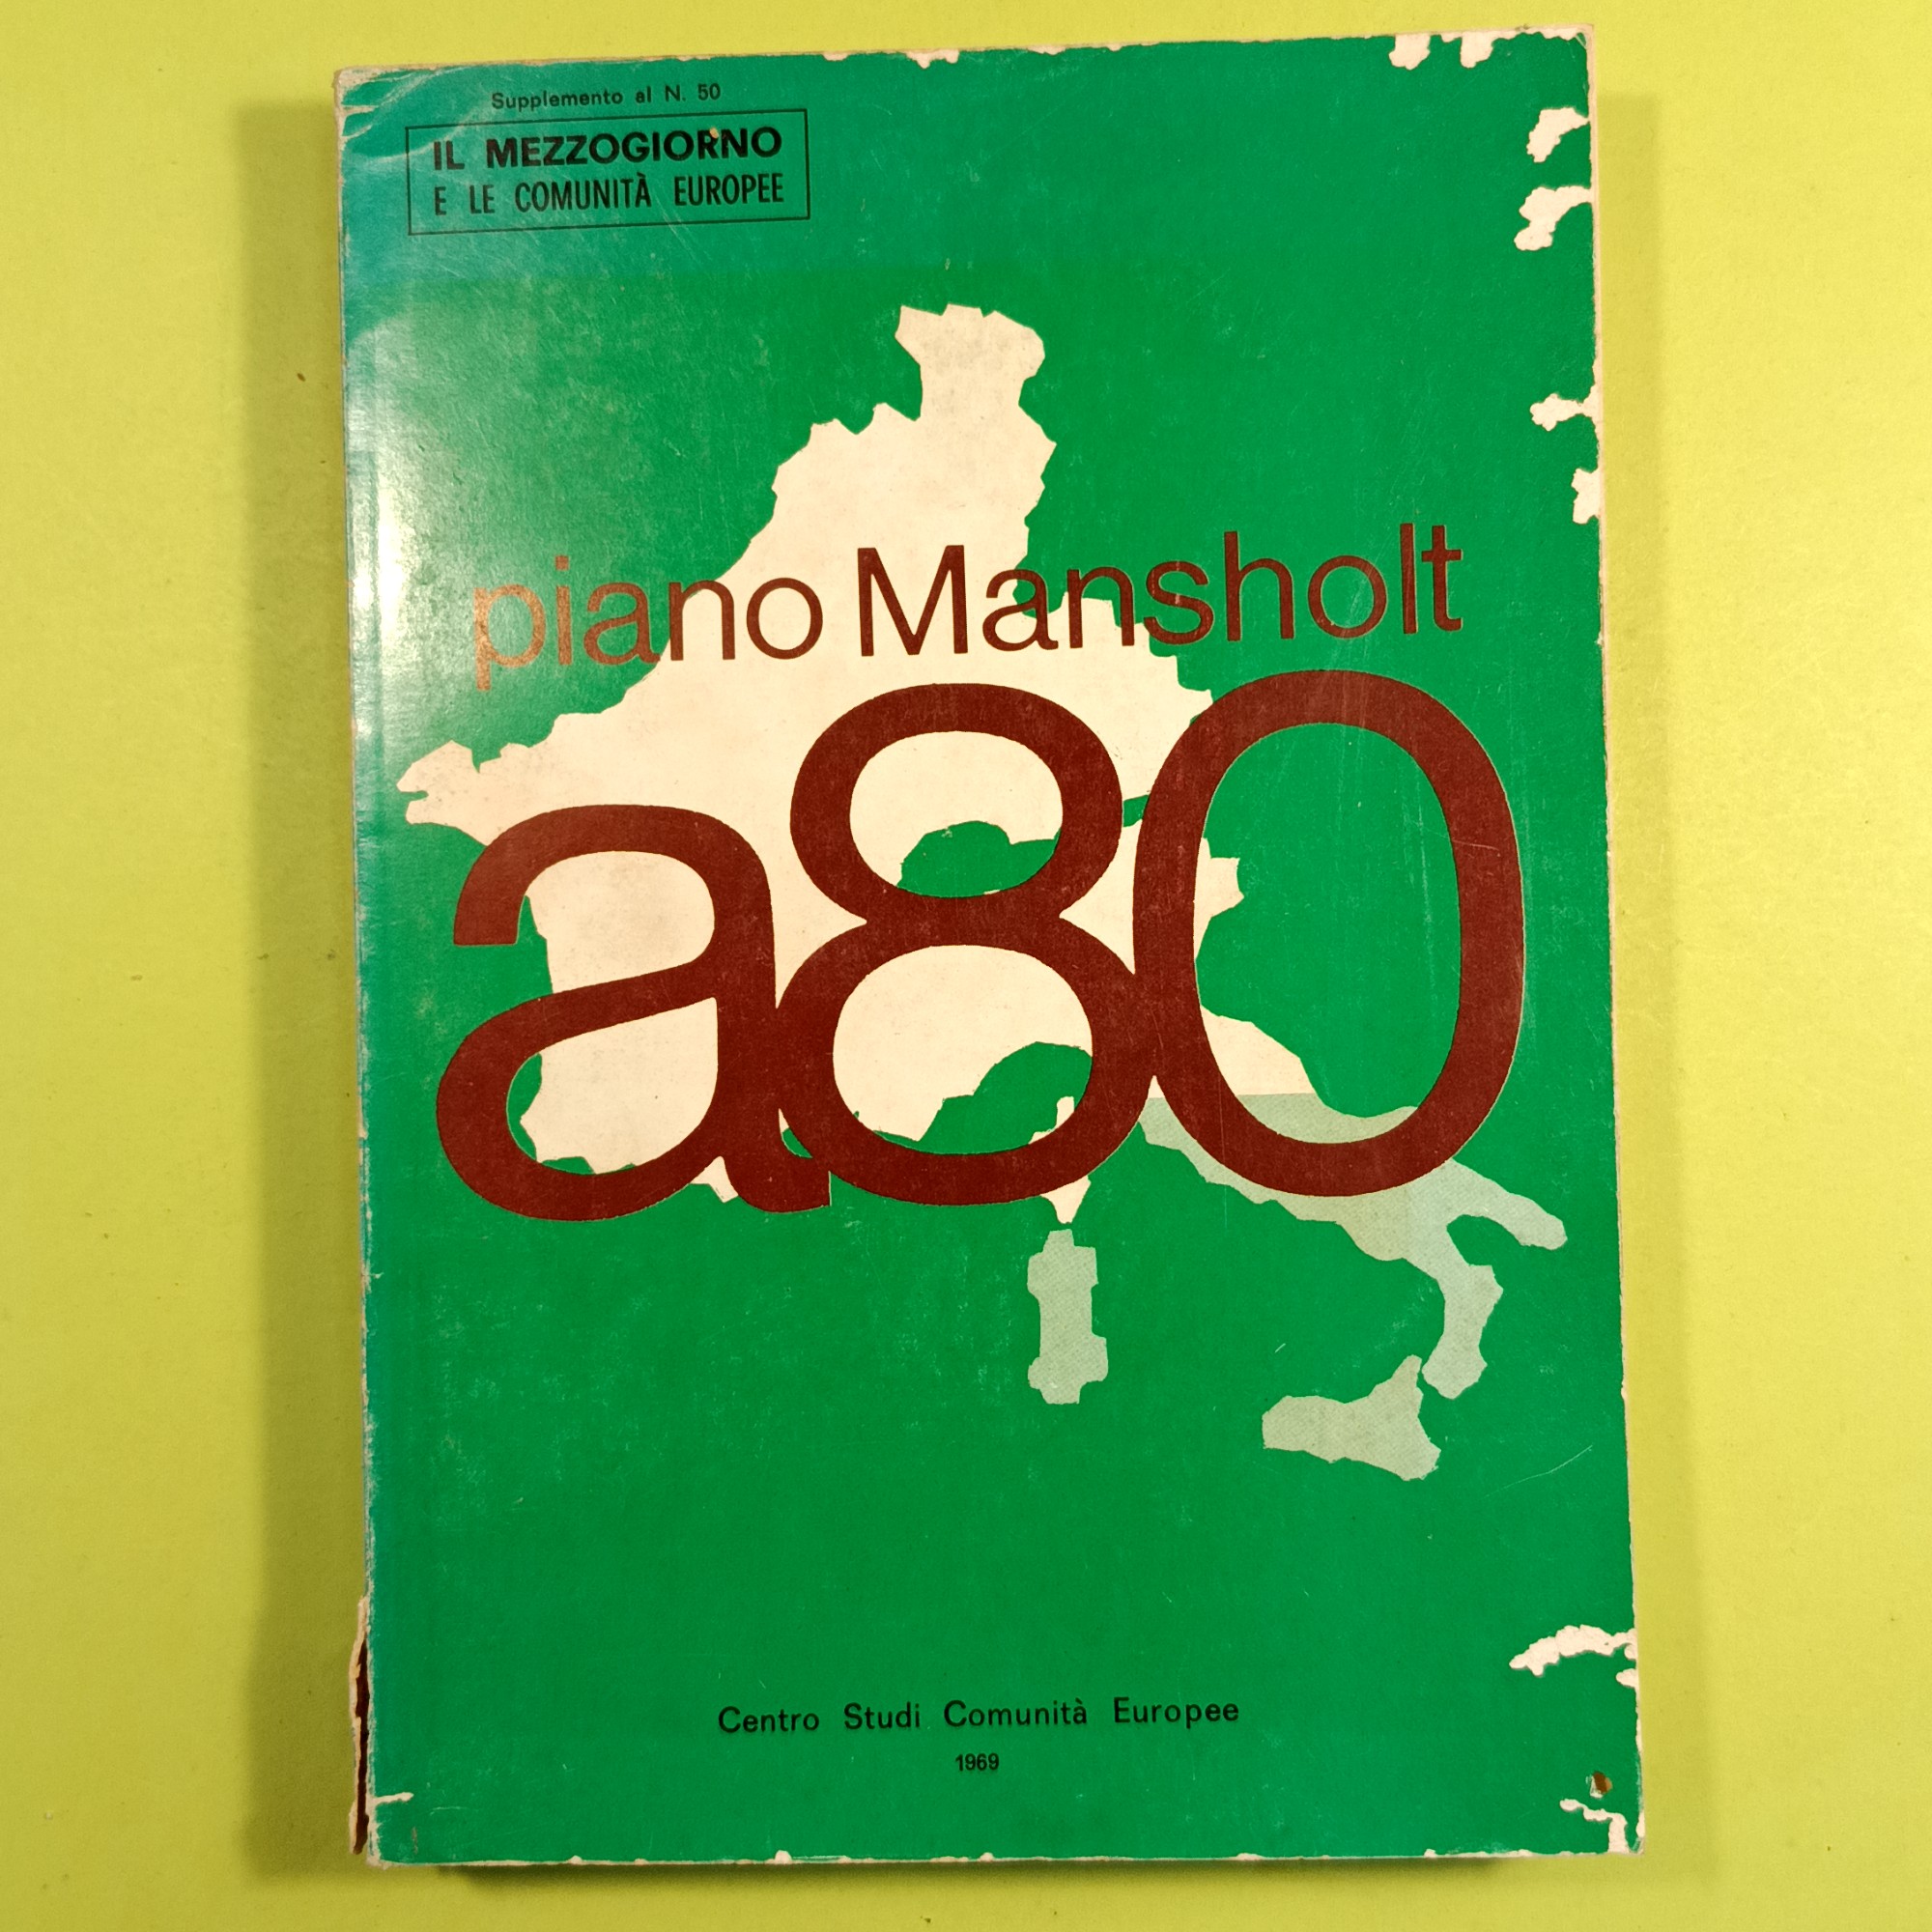 Supplemento al N. 50
IL MEZZOGIORNO
E LE COMUNITÀ EUROPEE
piano Mansholt
a80
Centro Studi Comunità Europee
1969